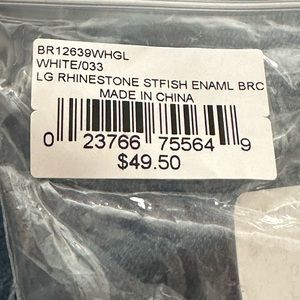 BR12639WHGL
WHITE/033
LG RHINESTONE STFISH ENAML BRC
MADE IN CHINA
0 23766 75564 9
$49.50